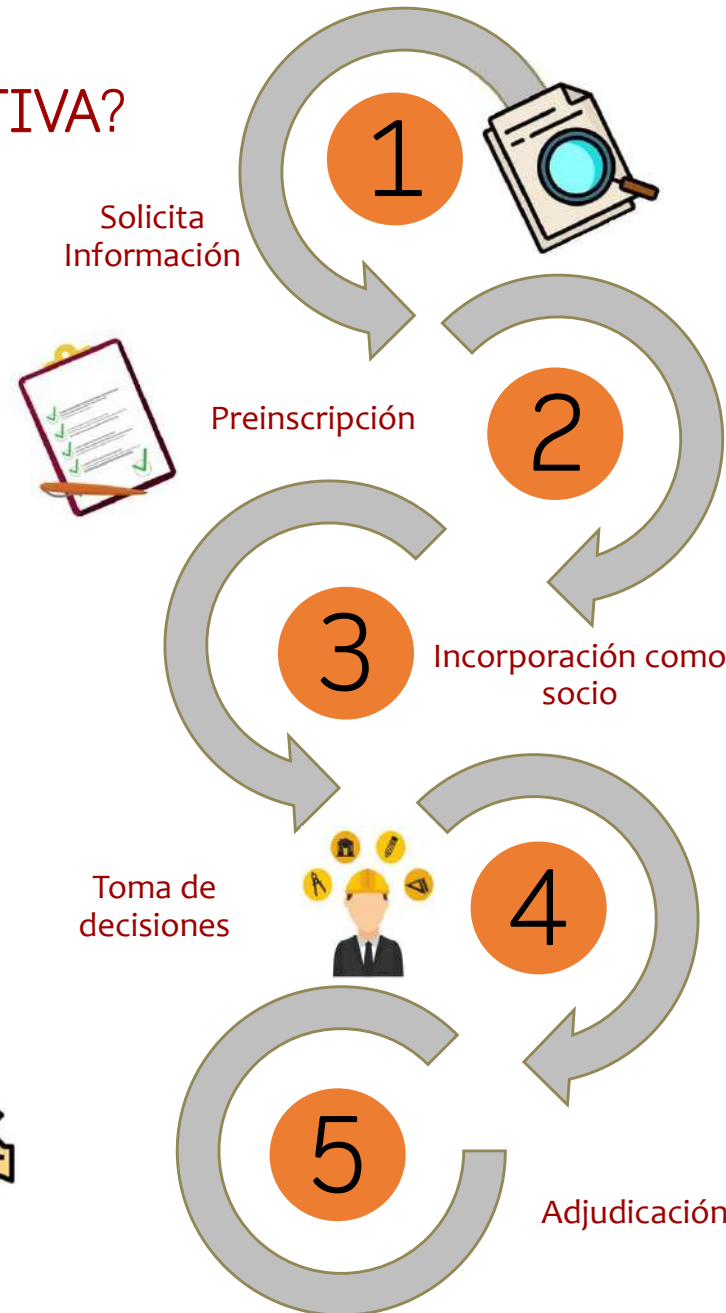 TIVA?
1
Solicita
Información
2
Preinscripción
3
Incorporación como
socio
4
Toma de
decisiones
5
Adjudicación